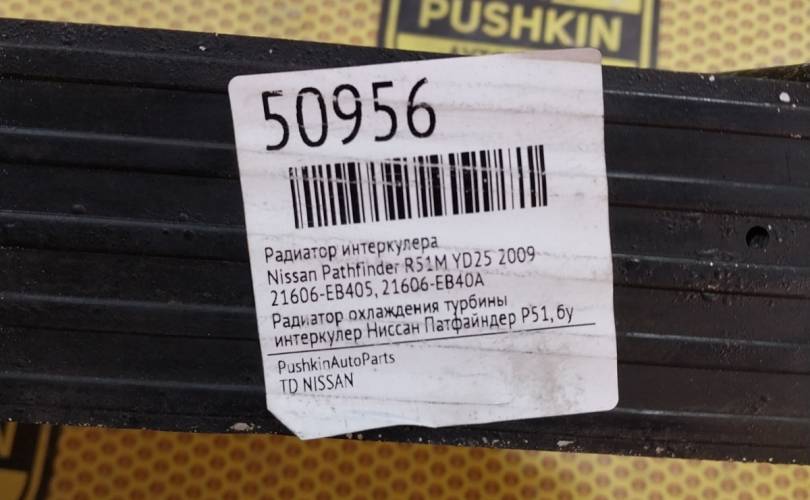 PUSHKIN
50956
Радиатор интеркулера
Nissan Pathfinder R51M YD25 2009
21606-EB405, 21606-EB40A
Радиатор охлаждения турбины
интеркулер Ниссан Патфайндер Р51, бу
PushkinAutoParts
TD NISSAN